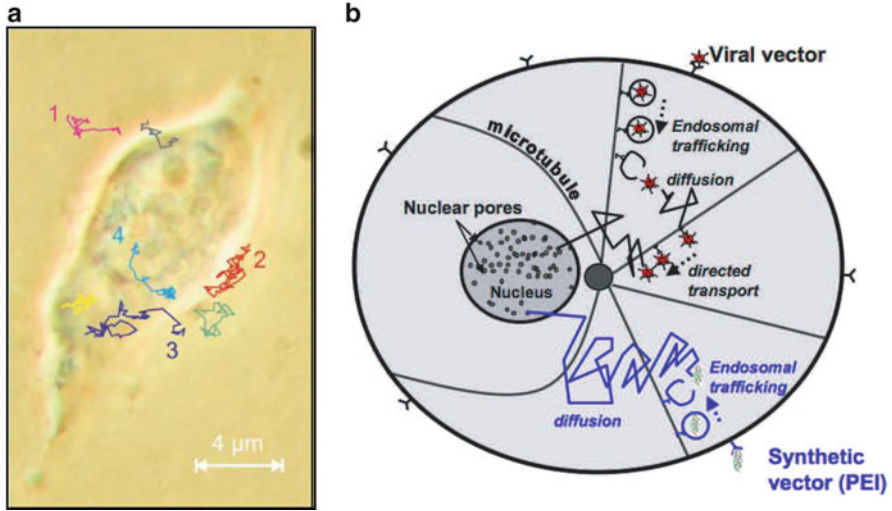 a
1
4
2
3
4 μm
b
Viral vector
microtubule
Endosomal
trafficking
diffusion
Nuclear pores
Nucleus
directed
transport
Endosomal
trafficking
diffusion
Synthetic
vector (PEI)